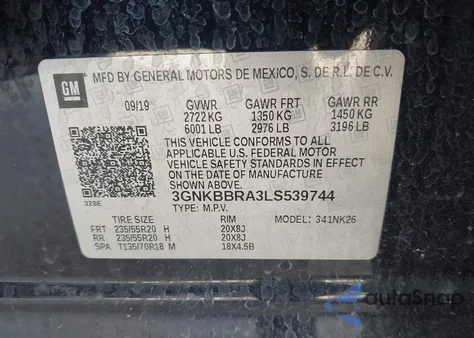 GM
MFD BY GENERAL MOTORS DE MEXICO, S. DE R.L. DE C.V.
09/19 GVWR GAWR FRT GAWR RR
2722 KG 1350 KG 1450 KG
6001 LB 2976 LB 3196 LB
THIS VEHICLE CONFORMS TO ALL
APPLICABLE U.S. FEDERAL MOTOR
VEHICLE SAFETY STANDARDS IN EFFECT
ON THE DATE OF MANUFACTURE
SHOWN ABOVE.
3GNKBBRA3LS539744
328E
TYPE: M.P.V. MODEL: 341NK26
TIRE SIZE RIM
FRT 235/55R20 H 20X8J
RR 235/55R20 H 20X8J
SPA T135/70R18 M 18X4.5B
autoSnap